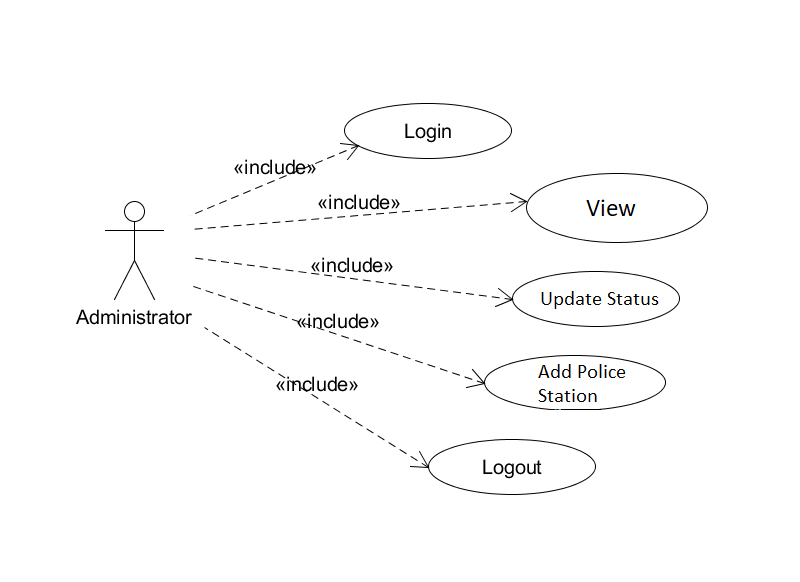 Login
«include»
«include»
View
«include»
Update Status
Administrator
«include»
Add Police
Station
«include»
Logout